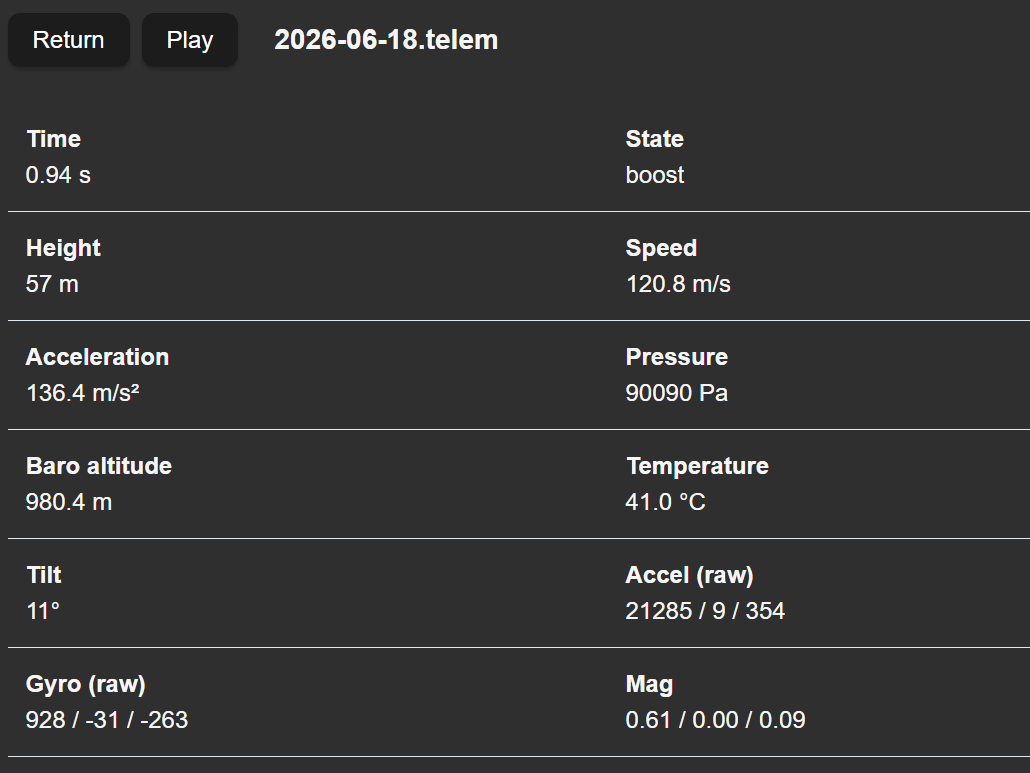 Return Play 2026-06-18.telem
Time State
0.94 s boost
Height Speed
57 m 120.8 m/s
Acceleration Pressure
136.4 m/s² 90090 Pa
Baro altitude Temperature
980.4 m 41.0 °C
Tilt Accel (raw)
11° 21285 / 9 / 354
Gyro (raw) Mag
928 / -31 / -263 0.61 / 0.00 / 0.09